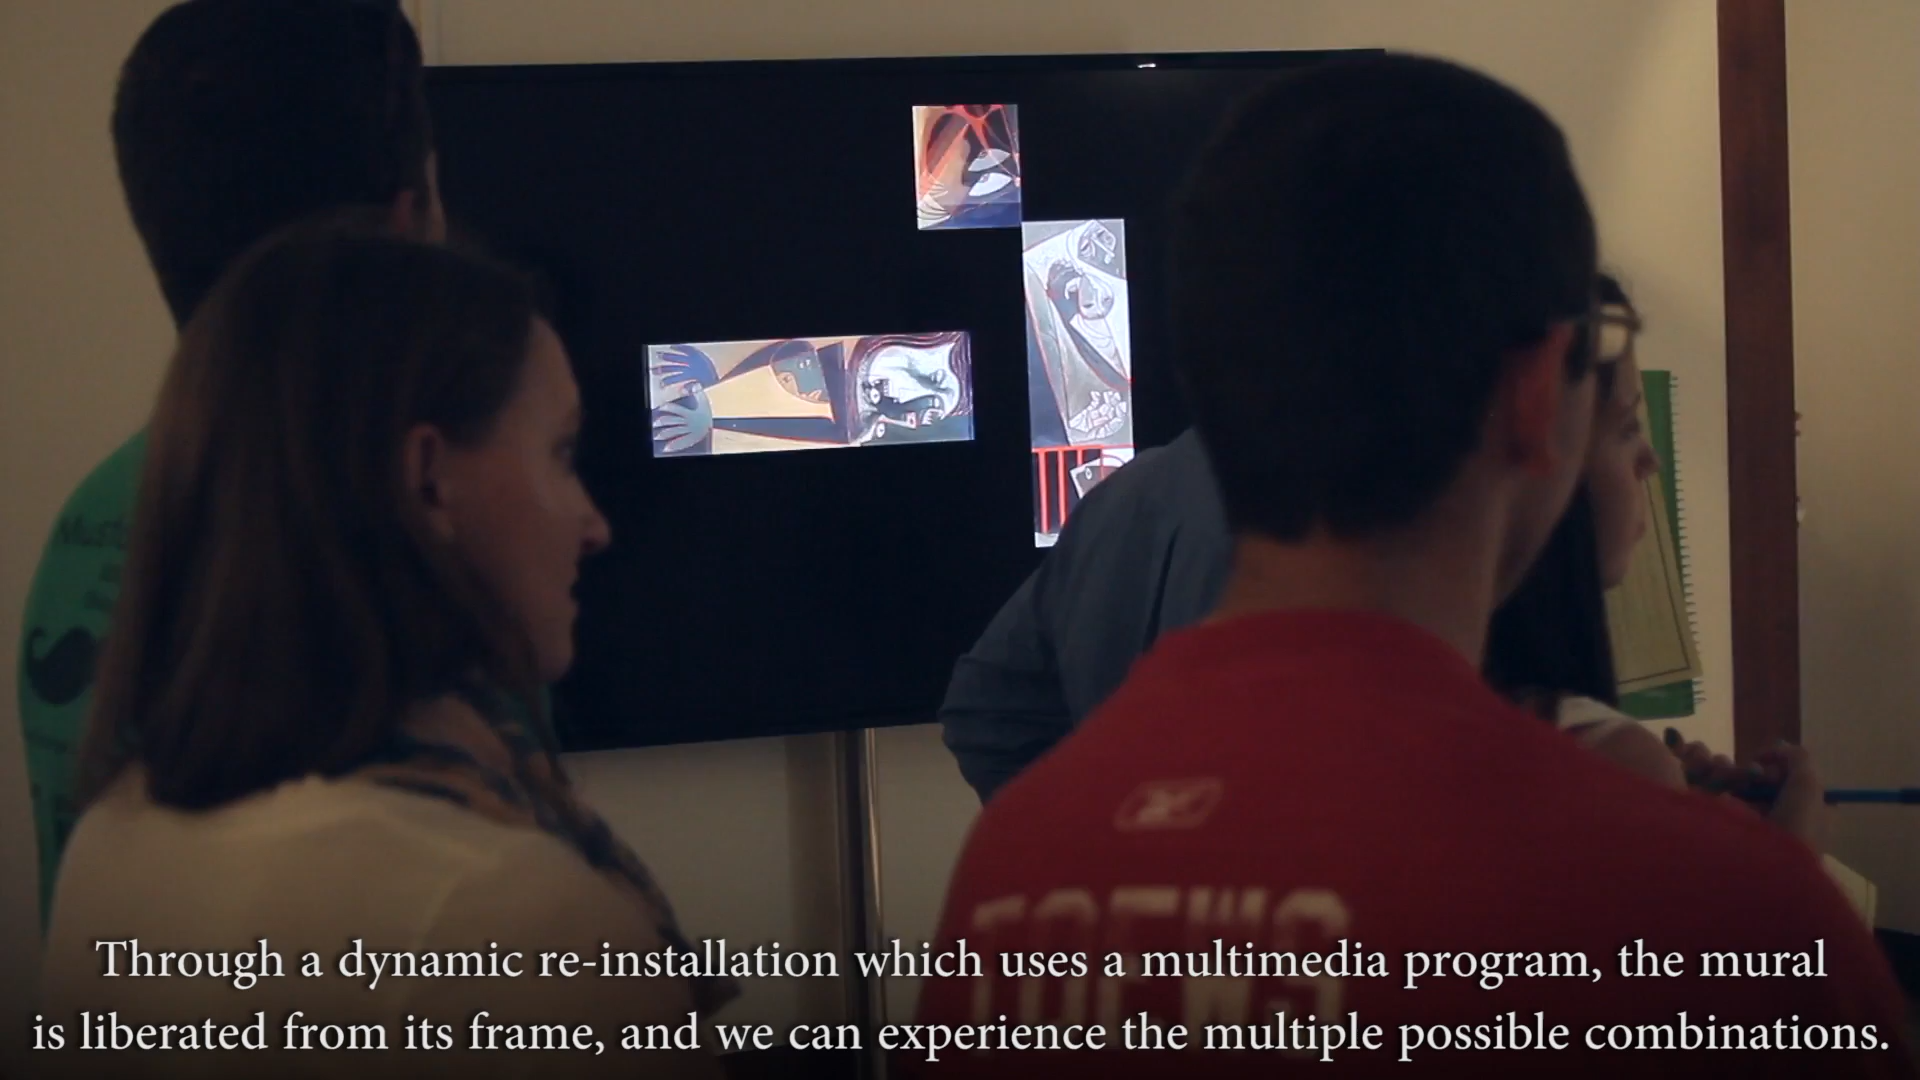 TOEWS
Through a dynamic re-installation which uses a multimedia program, the mural
is liberated from its frame, and we can experience the multiple possible combinations.